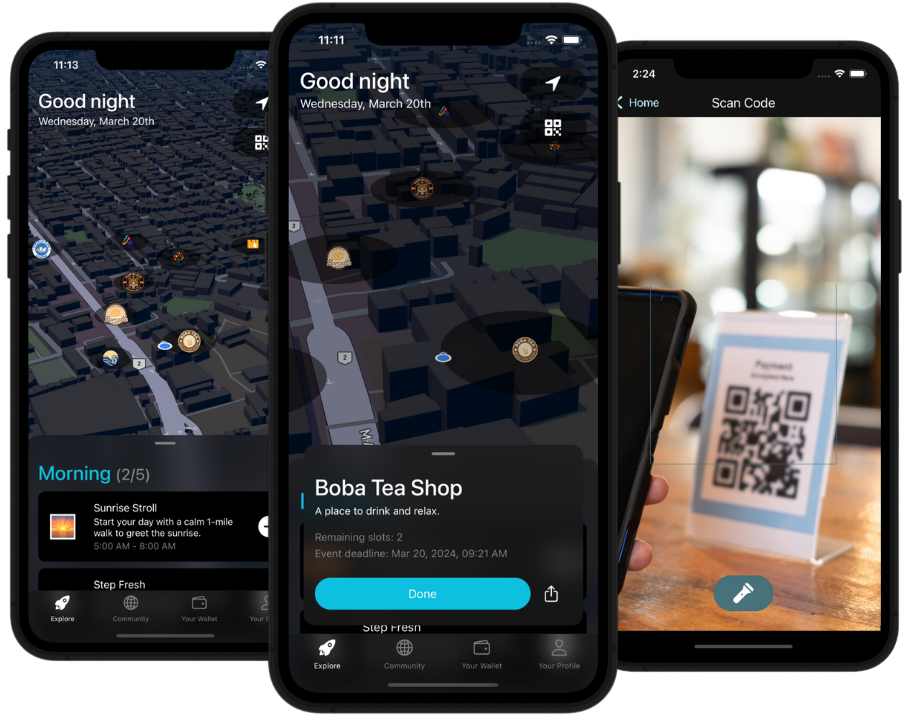 11:13
Good night
Wednesday, March 20th
2
Morning (2/5)
Sunrise Stroll
Start your day with a calm 1-mile
walk to greet the sunrise.
5:00 AM - 8:00 AM
Step Fresh
Explore
Community
Your Wallet
11:11
Good night
Wednesday, March 20th
2
2
Boba Tea Shop
A place to drink and relax.
Remaining slots: 2
Event deadline: Mar 20, 2024, 09:21 AM
Done
Step Fresh
Explore
Community
Your Wallet
Your Profile
2:24
Home
Scan Code
Payment